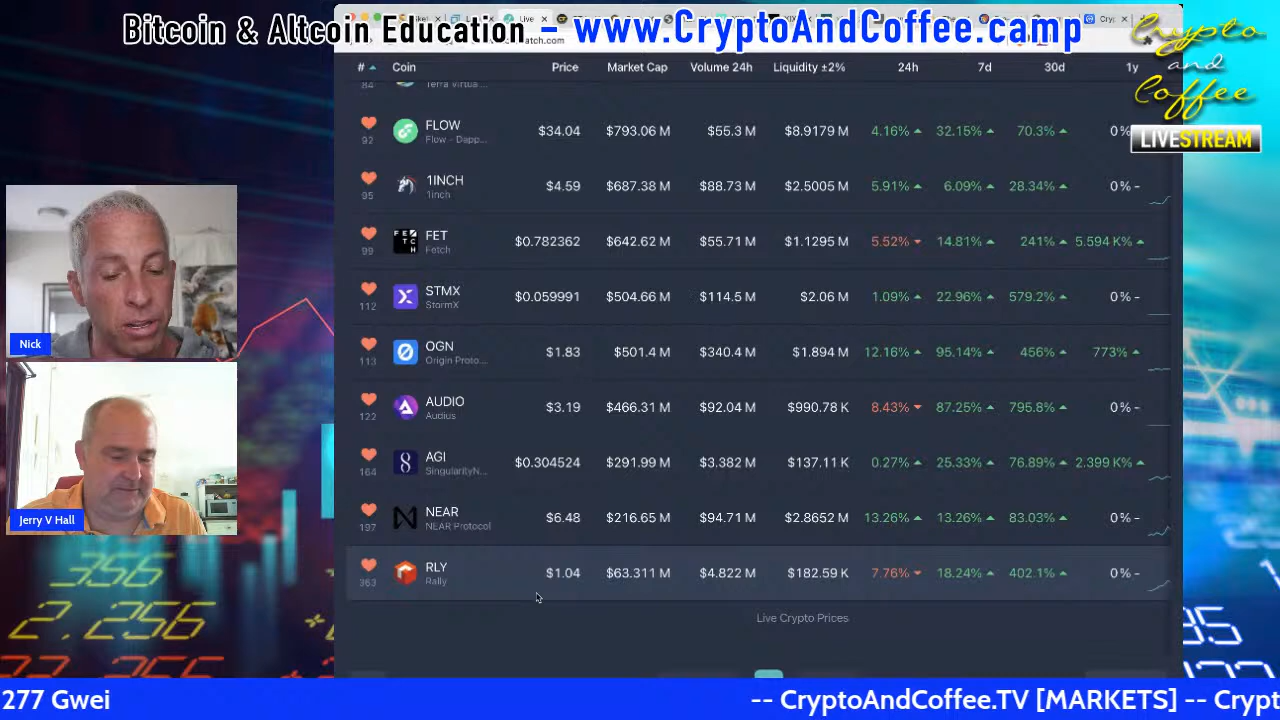 Bitcoin & Altcoin Education - www.CryptoAndCoffee.camp
Crypto
and
Coffee
LIVESTREAM
Live
# Coin Price Market Cap Volume 24h Liquidity ±2% 24h 7d 30d 1y
84 Terra Virtua ...
FLOW $34.04 $793.06 M $55.3 M $8.9179 M 4.16% 32.15% 70.3% 0%
92 Flow - Dapp...
1INCH $4.59 $687.38 M $88.73 M $2.5005 M 5.91% 6.09% 28.34% 0% -
95 1inch
FET $0.782362 $642.62 M $55.71 M $1.1295 M 5.52% 14.81% 241% 5.594 K%
99 Fetch
STMX $0.059991 $504.66 M $114.5 M $2.06 M 1.09% 22.96% 579.2% 0% -
112 StormX
OGN $1.83 $501.4 M $340.4 M $1.894 M 12.16% 95.14% 456% 773%
113 Origin Proto...
AUDIO $3.19 $466.31 M $92.04 M $990.78 K 8.43% 87.25% 795.8% 0% -
122 Audius
AGI $0.304524 $291.99 M $3.382 M $137.11 K 0.27% 25.33% 76.89% 2.399 K%
164 SingularityN...
NEAR $6.48 $216.65 M $94.71 M $2.8652 M 13.26% 13.26% 83.03% 0% -
197 NEAR Protocol
RLY $1.04 $63.311 M $4.822 M $182.59 K 7.76% 18.24% 402.1% 0% -
363 Rally
Live Crypto Prices
Nick
Jerry V Hall
356
2.256
277 Gwei
-- CryptoAndCoffee.TV [MARKETS] -- Crypt